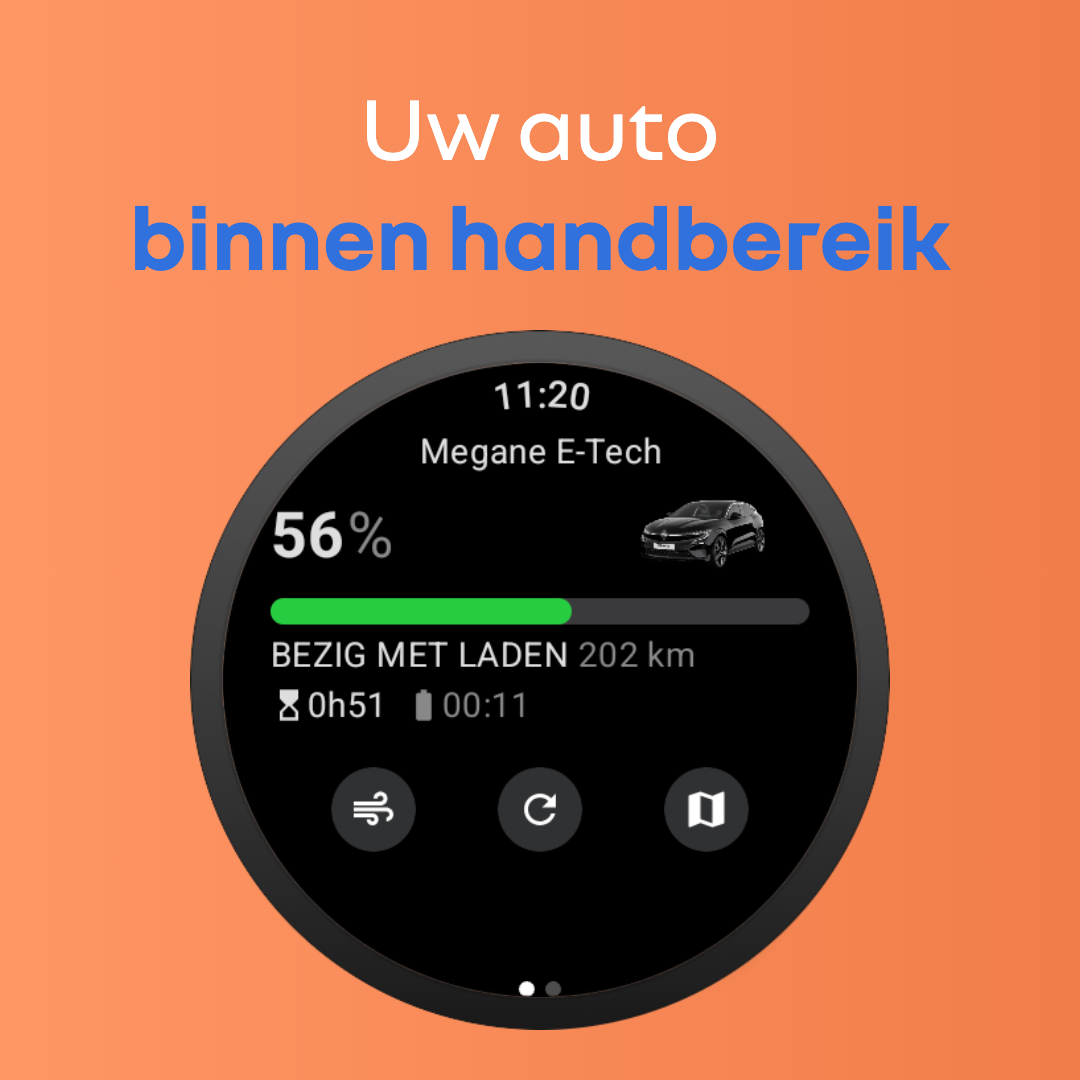 Uw auto
binnen handbereik
11:20
Megane E-Tech
56%
BEZIG MET LADEN 202 km
0h51 00:11